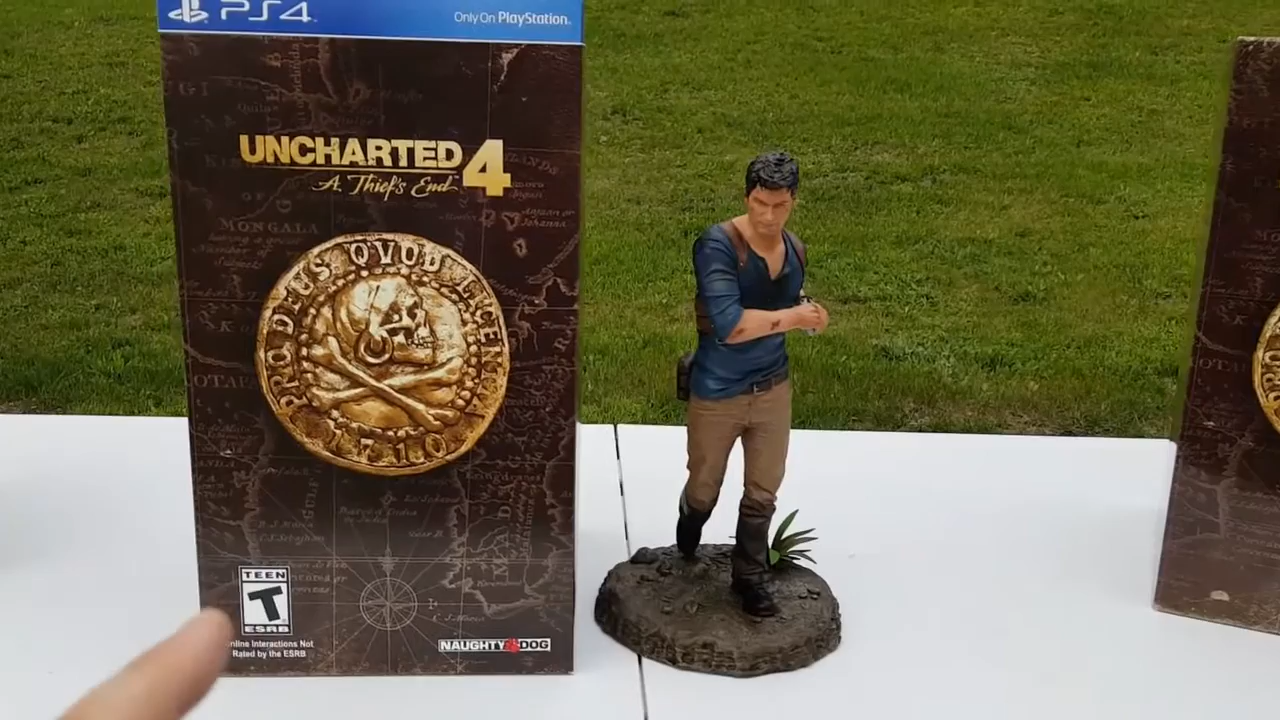 PS4
Only On PlayStation
UNCHARTED 4
A Thief's End
PRO DEUS QVOD LICENTIA
1710
MONGALA
TEEN
T
ESRB
Online Interactions Not
Rated by the ESRB
NAUGHTY DOG